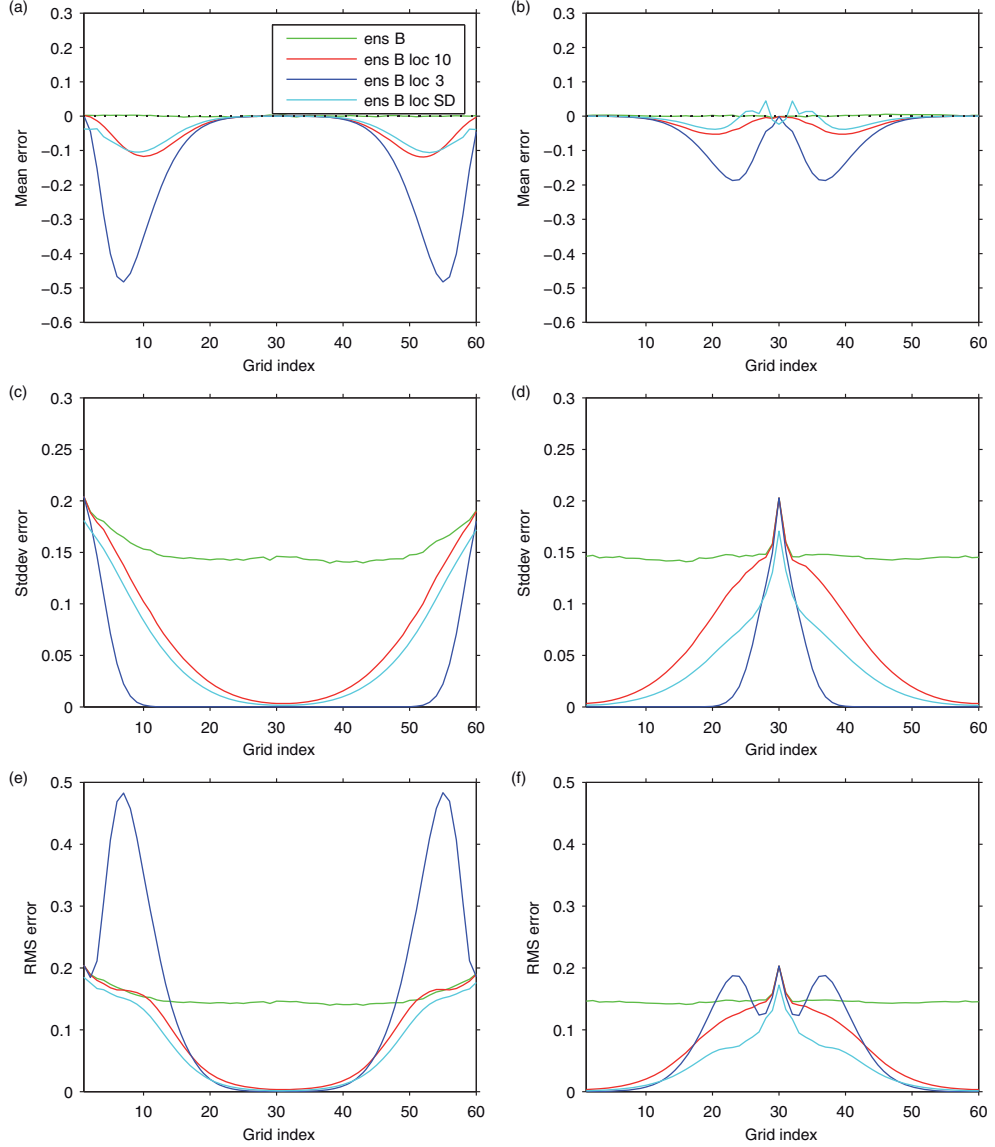 (a)
0.3
0.2
0.1
0
−0.1
−0.2
−0.3
−0.4
−0.5
−0.6
Mean error
10 20 30 40 50 60
Grid index
ens B
ens B loc 10
ens B loc 3
ens B loc SD
(b)
0.3
0.2
0.1
0
−0.1
−0.2
−0.3
−0.4
−0.5
−0.6
Mean error
10 20 30 40 50 60
Grid index
(c)
0.3
0.25
0.2
0.15
0.1
0.05
0
Stddev error
10 20 30 40 50 60
Grid index
(d)
0.3
0.25
0.2
0.15
0.1
0.05
0
Stddev error
10 20 30 40 50 60
Grid index
(e)
0.5
0.4
0.3
0.2
0.1
0
RMS error
10 20 30 40 50 60
Grid index
(f)
0.5
0.4
0.3
0.2
0.1
0
RMS error
10 20 30 40 50 60
Grid index